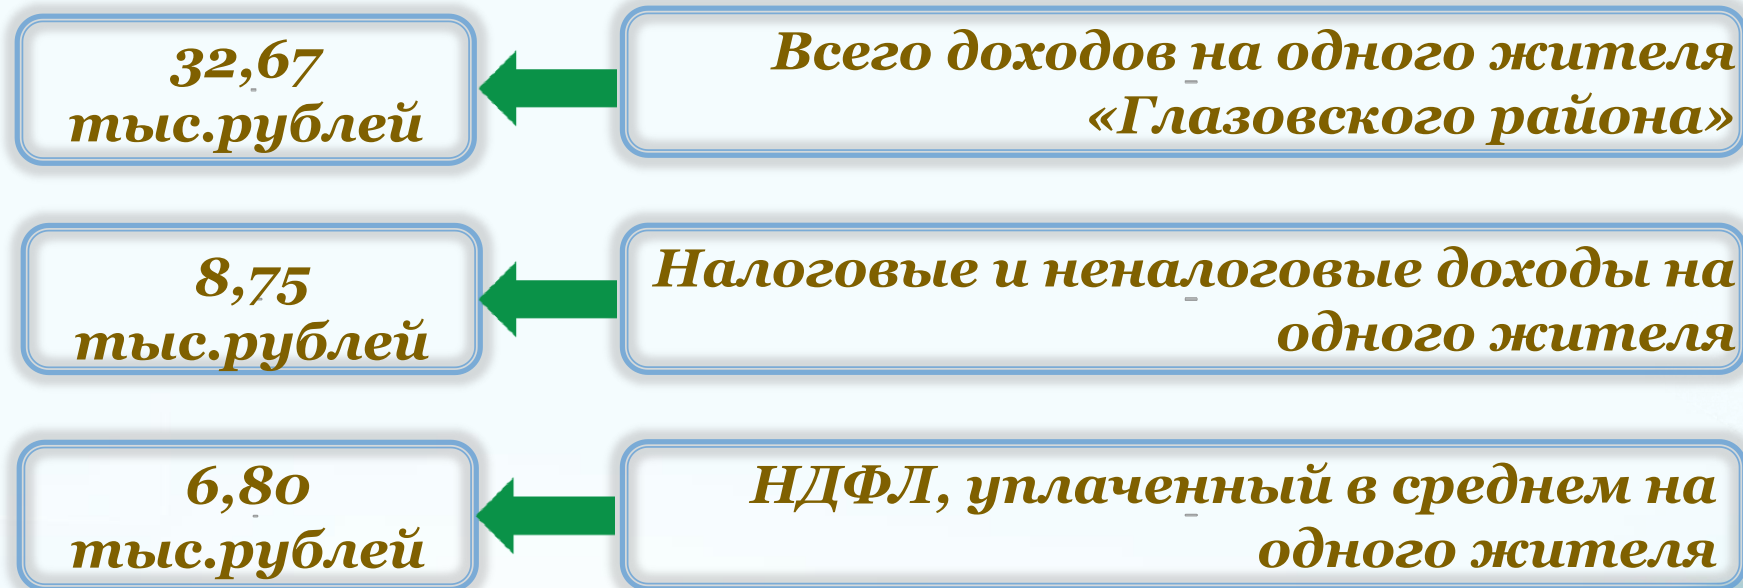 32,67
тыс.рублей
Всего доходов на одного жителя
«Глазовского района»
8,75
тыс.рублей
Налоговые и неналоговые доходы на
одного жителя
6,80
тыс.рублей
НДФЛ, уплаченный в среднем на
одного жителя